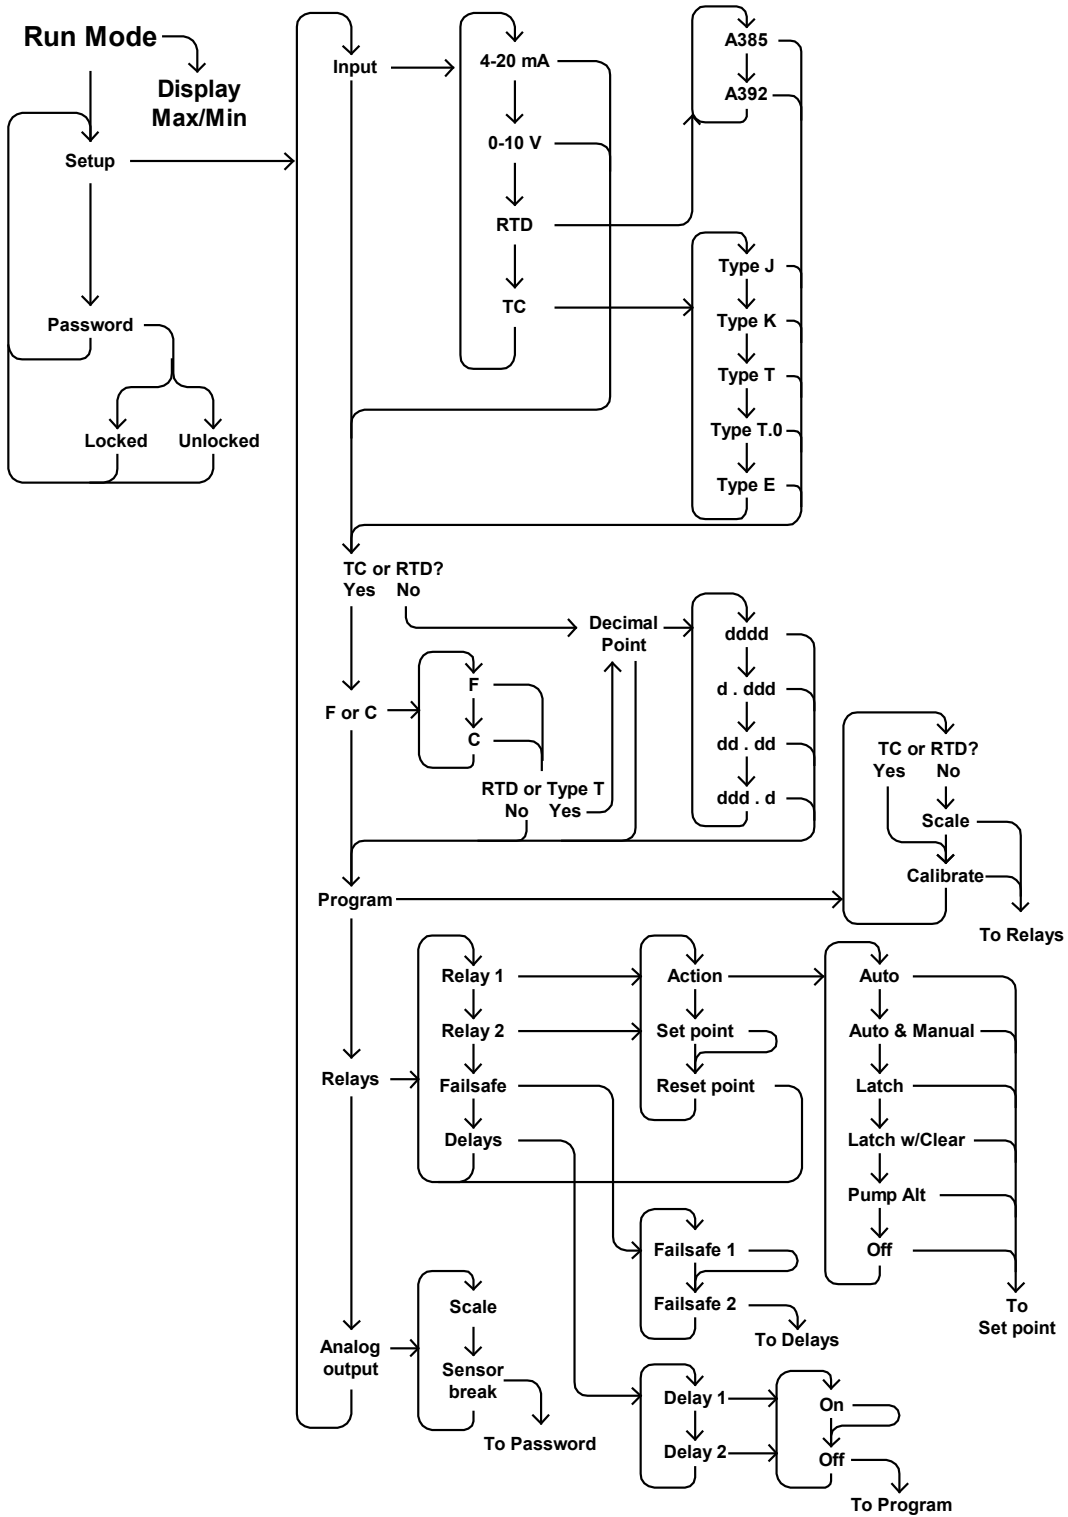 Run Mode
Display
Max/Min
Setup
Password
Locked
Unlocked
Input
4-20 mA
0-10 V
RTD
TC
A385
A392
Type J
Type K
Type T
Type T.0
Type E
TC or RTD?
Yes No
F or C
F
C
RTD or Type T
No Yes
Decimal
Point
dddd
d . ddd
dd . dd
ddd . d
Program
TC or RTD?
Yes No
Scale
Calibrate
To Relays
Relays
Relay 1
Relay 2
Failsafe
Delays
Action
Set point
Reset point
Auto
Auto & Manual
Latch
Latch w/Clear
Pump Alt
Off
To
Set point
Failsafe 1
Failsafe 2
To Delays
Analog
output
Scale
Sensor
break
To Password
Delay 1
Delay 2
On
Off
To Program